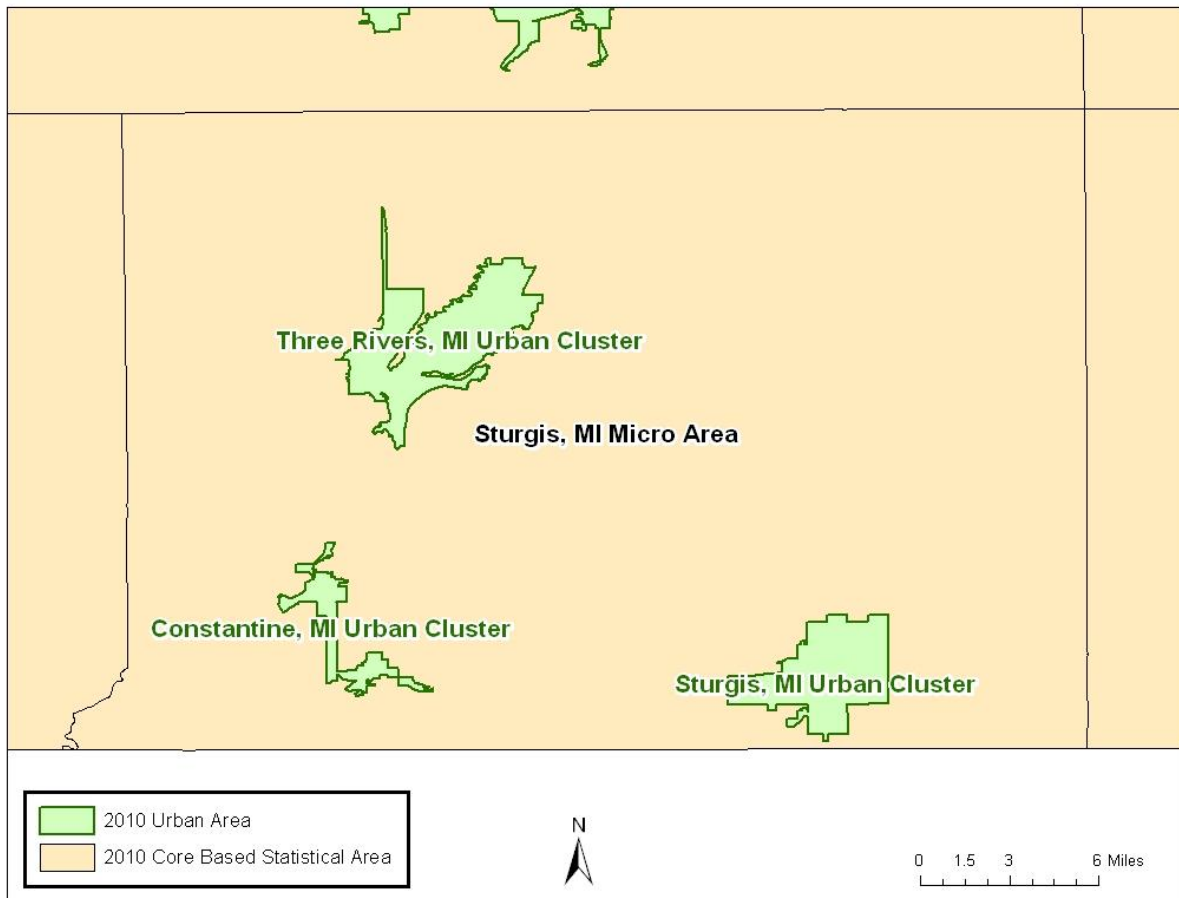 Three Rivers, MI Urban Cluster
Sturgis, MI Micro Area
Constantine, MI Urban Cluster
Sturgis, MI Urban Cluster
2010 Urban Area
2010 Core Based Statistical Area
N
0 1.5 3 6 Miles